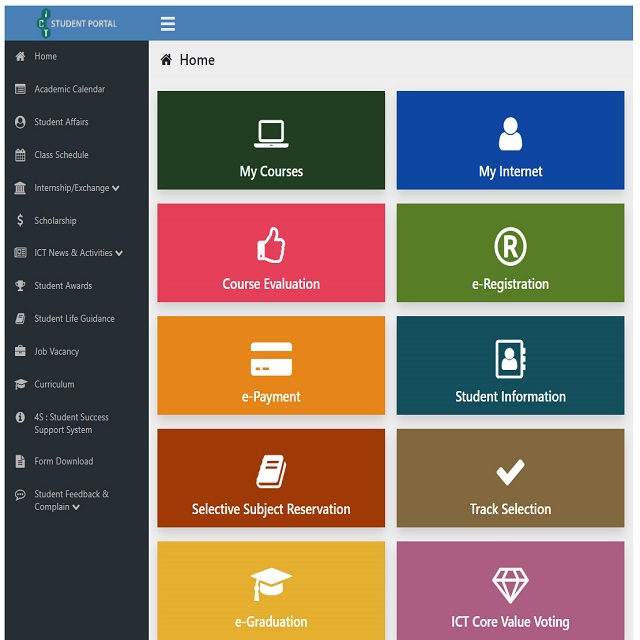 ICT STUDENT PORTAL
Home
Academic Calendar
Student Affairs
Class Schedule
Internship/Exchange
Scholarship
ICT News & Activities
Student Awards
Student Life Guidance
Job Vacancy
Curriculum
4S : Student Success
Support System
Form Download
Student Feedback &
Complain
Home
My Courses
My Internet
Course Evaluation
® e-Registration
e-Payment
Student Information
Selective Subject Reservation
Track Selection
e-Graduation
ICT Core Value Voting